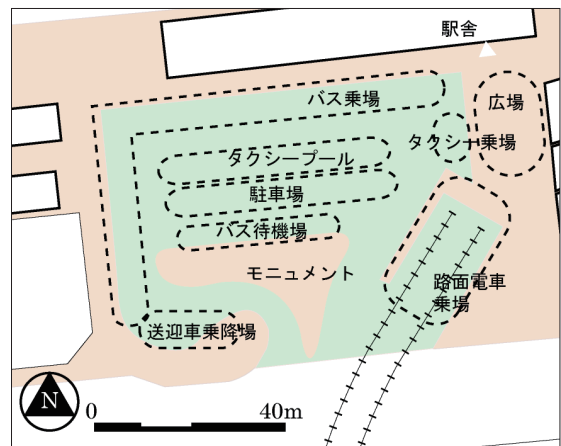 駅舎
バス乗場
広場
タクシー乗場
タクシープール
駐車場
バス待機場
モニュメント
路面電車
乗場
送迎車乗降場
N
0
40m